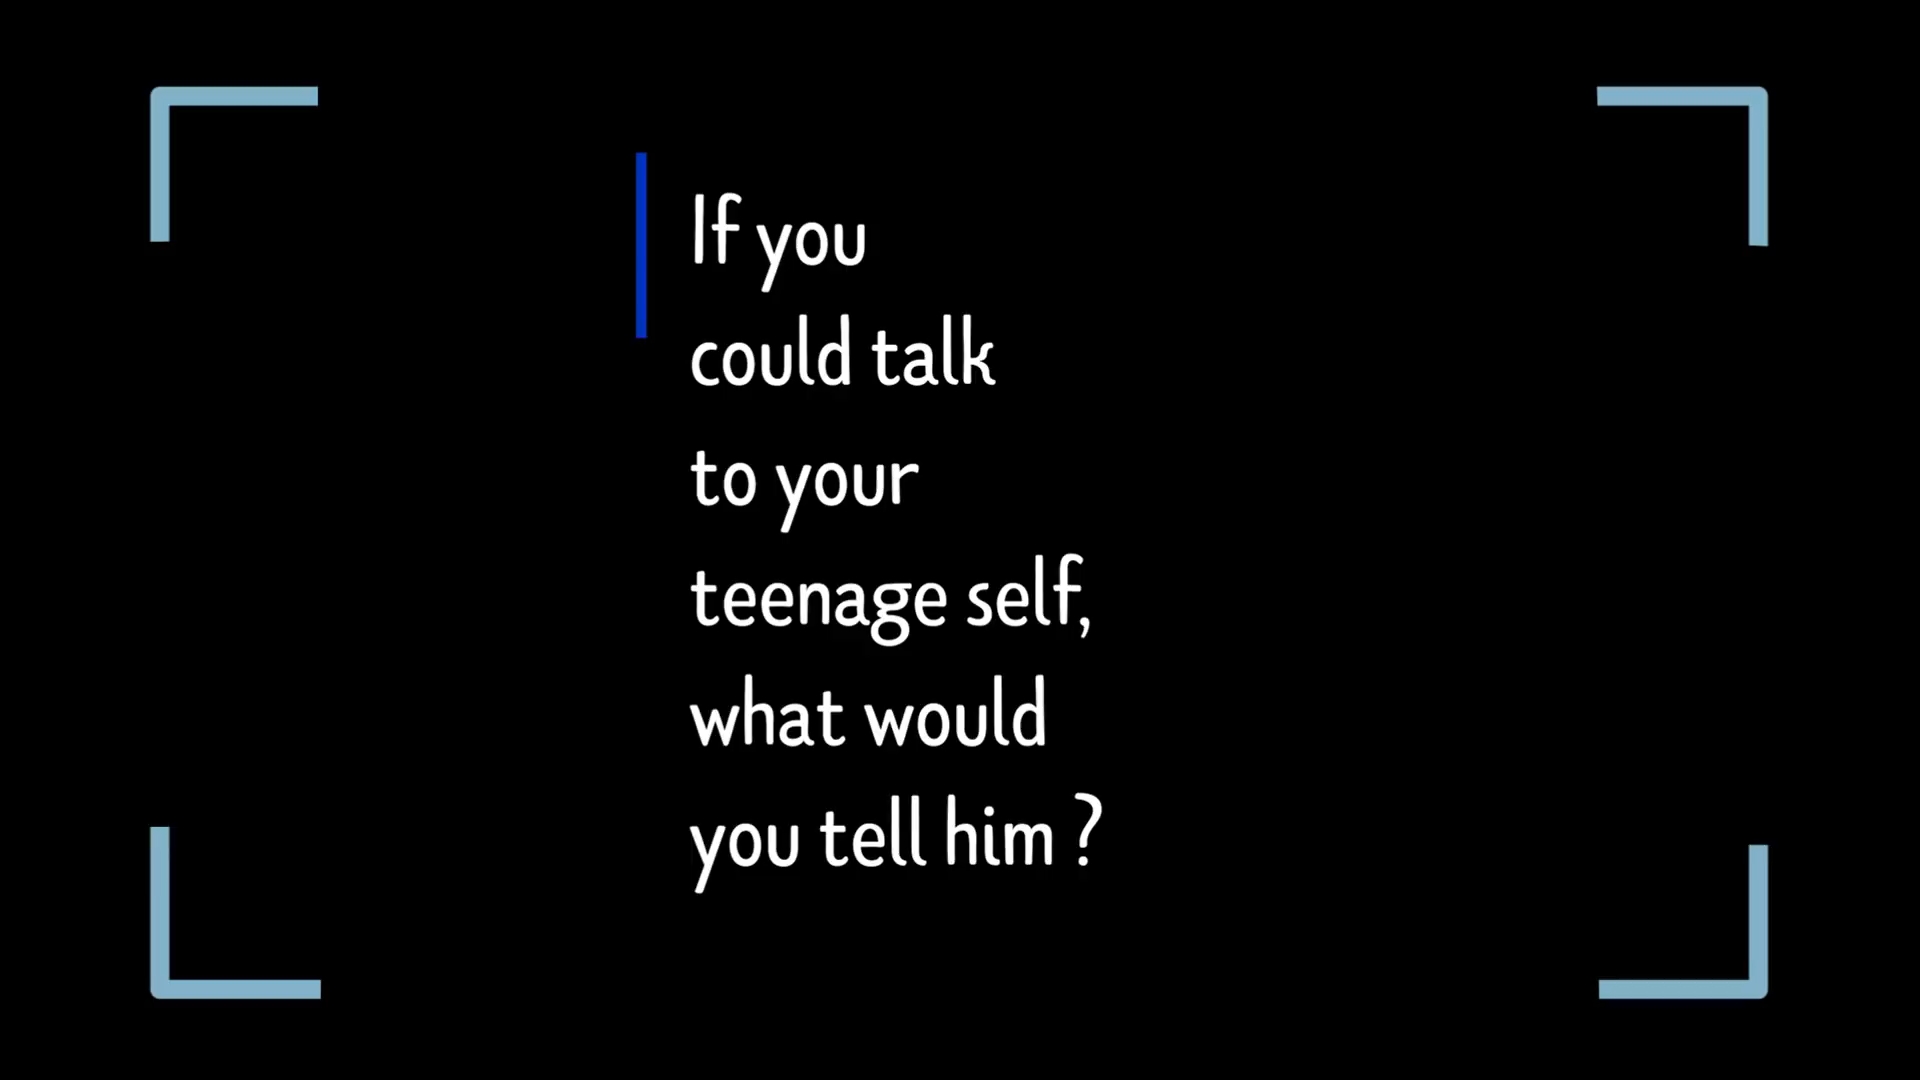 If you
could talk
to your
teenage self,
what would
you tell him ?